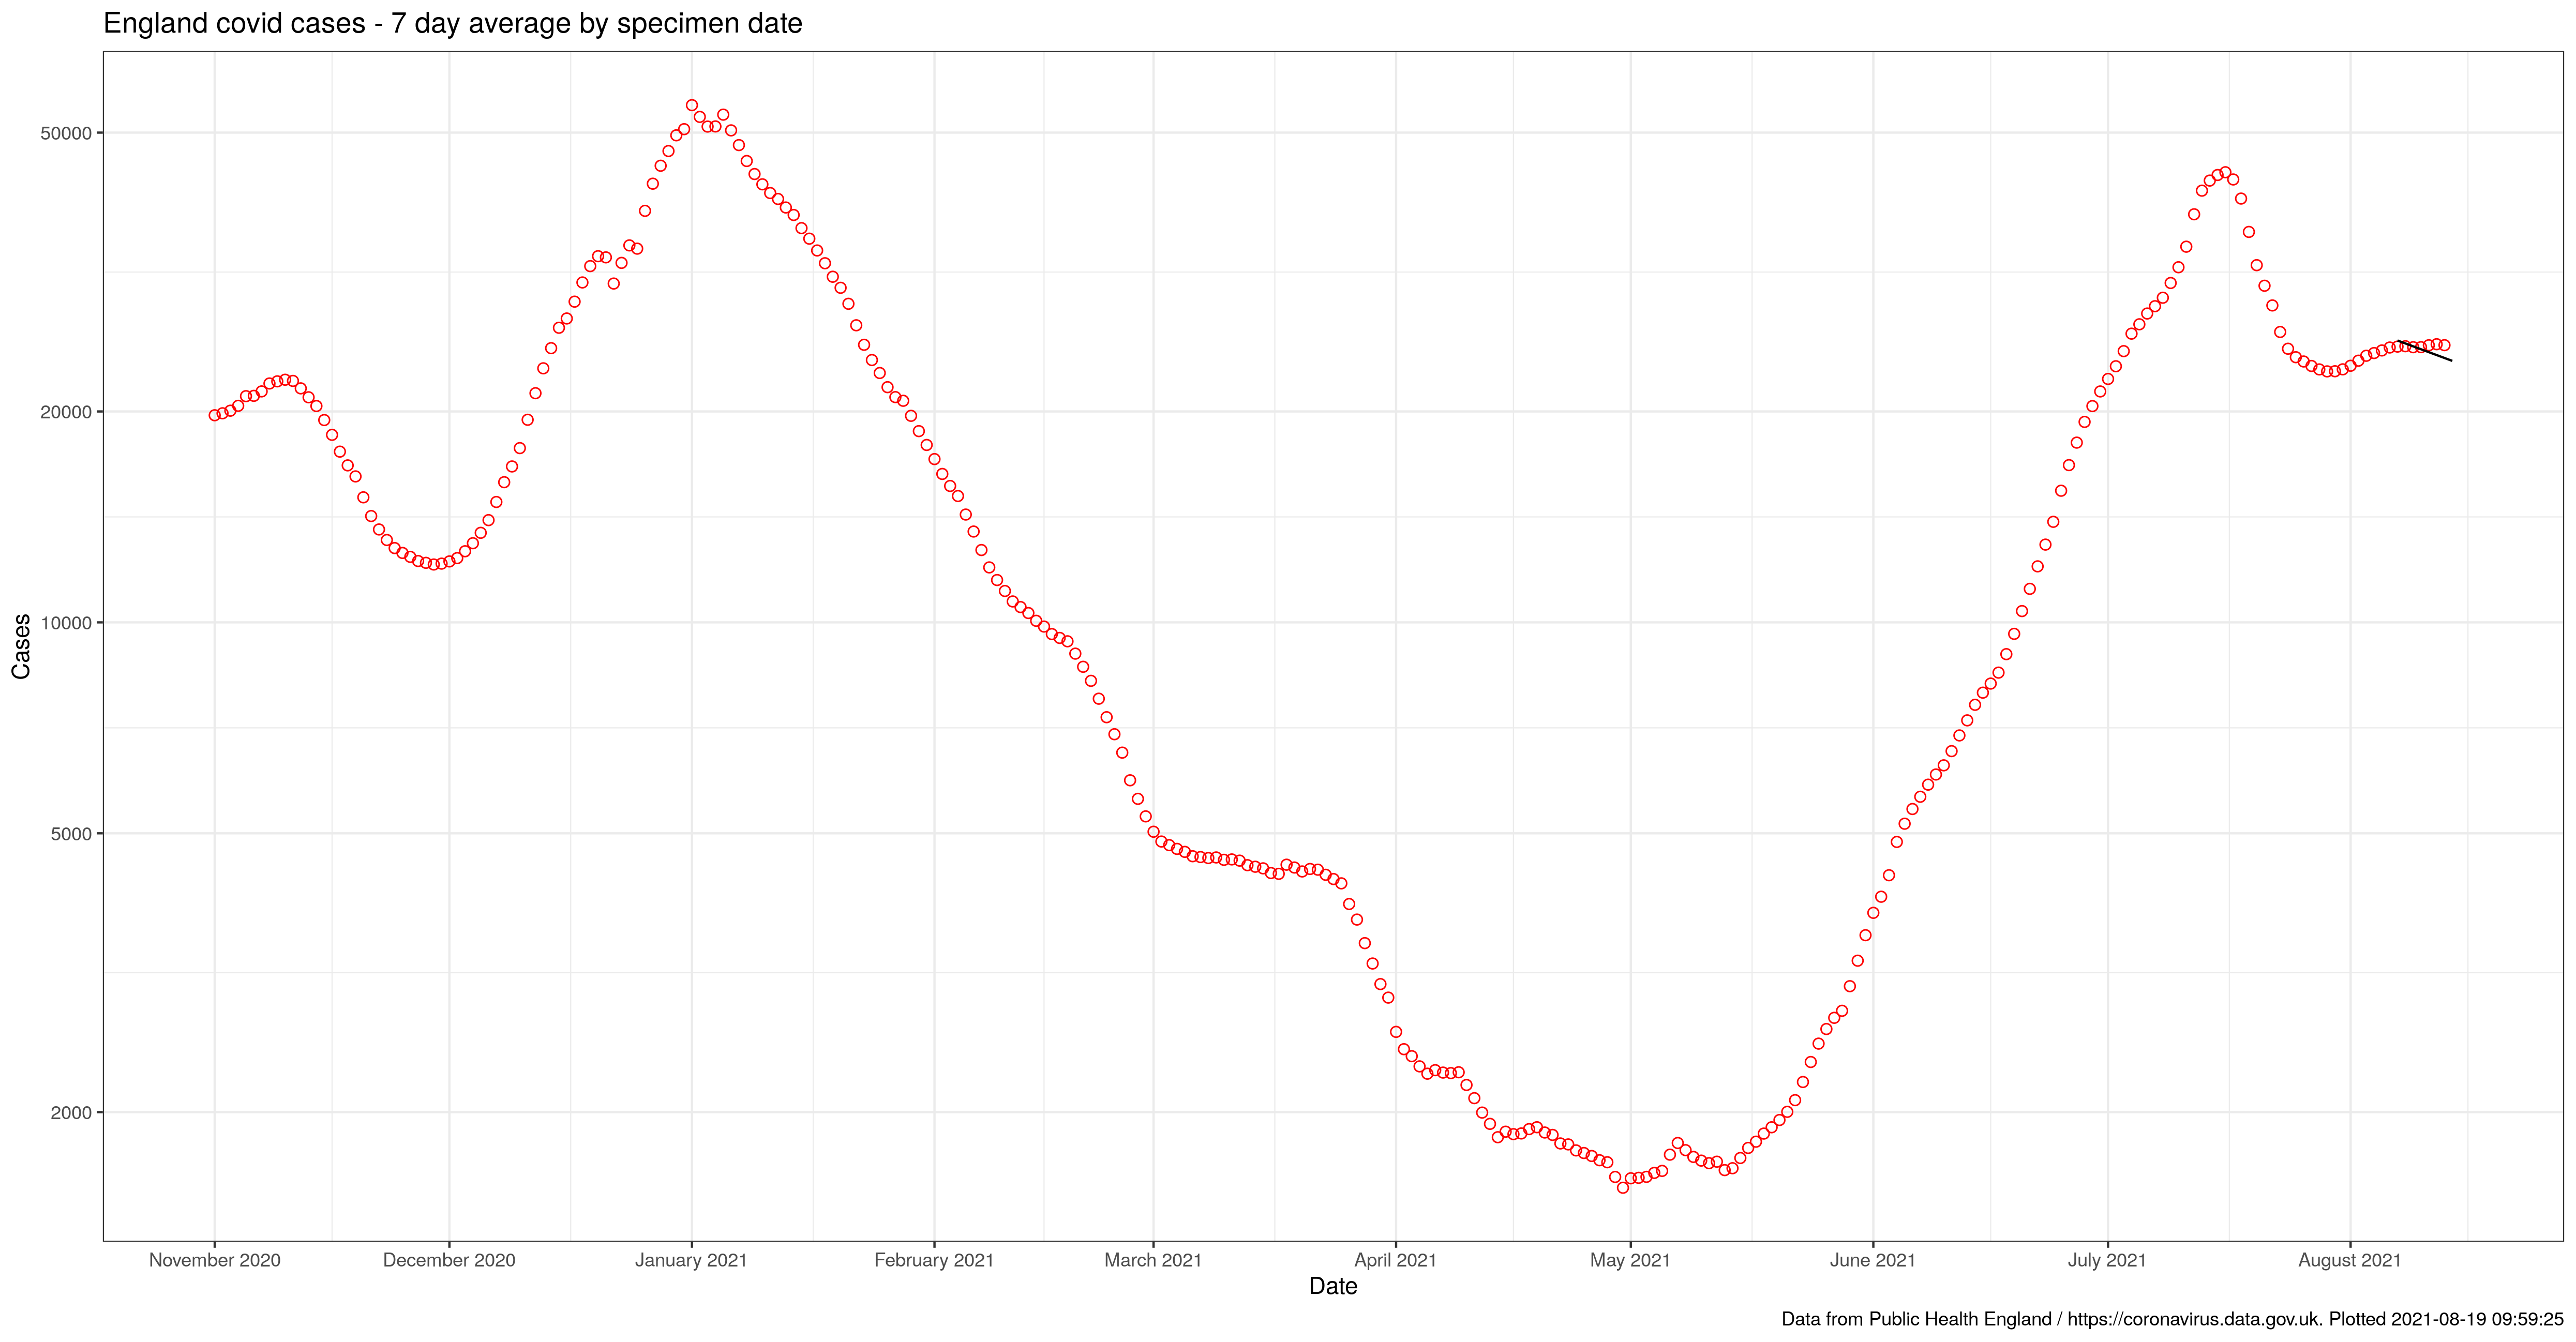 England covid cases - 7 day average by specimen date
50000
20000
10000
5000
2000
Cases
November 2020 December 2020 January 2021 February 2021 March 2021 April 2021 May 2021 June 2021 July 2021 August 2021
Date
Data from Public Health England / https://coronavirus.data.gov.uk. Plotted 2021-08-19 09:59:25